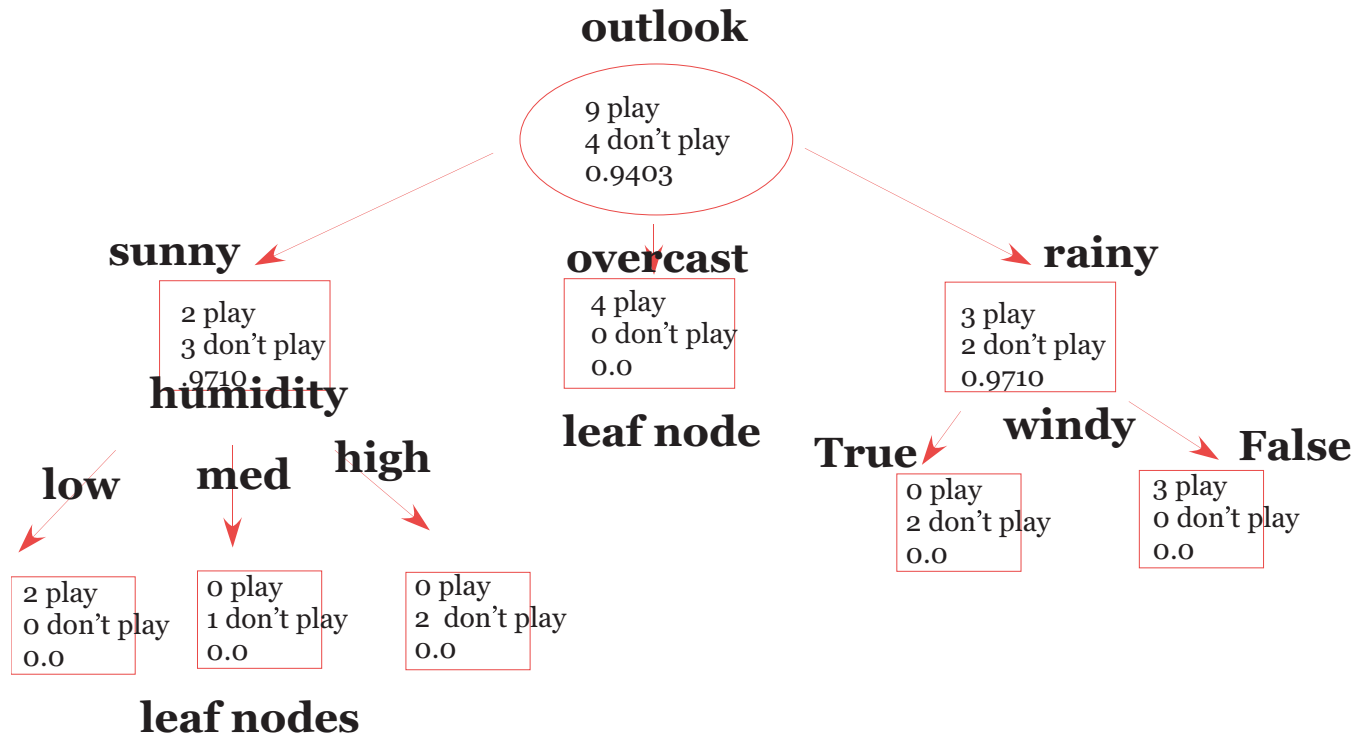 outlook
9 play
4 don't play
0.9403
sunny
overcast
rainy
2 play
3 don't play
.9710
4 play
0 don't play
0.0
3 play
2 don't play
0.9710
humidity
leaf node
windy
low
med
high
True
False
0 play
2 don't play
0.0
3 play
0 don't play
0.0
2 play
0 don't play
0.0
0 play
1 don't play
0.0
0 play
2  don't play
0.0
leaf nodes